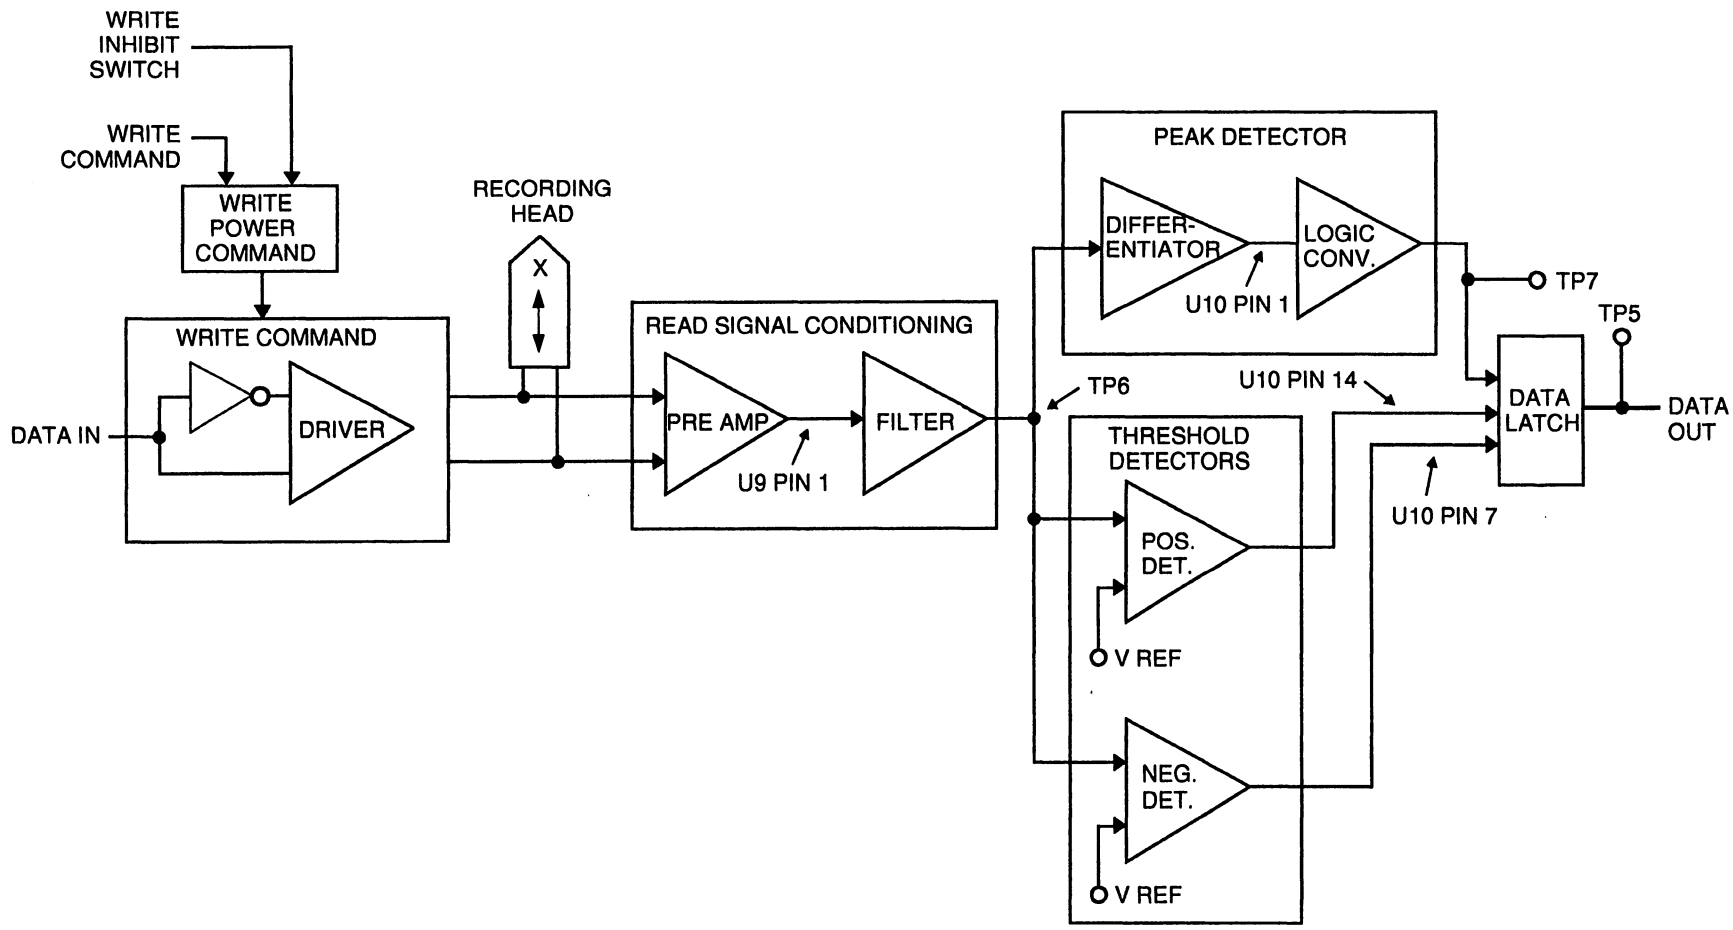 WRITE
INHIBIT
SWITCH
WRITE
COMMAND
WRITE
POWER
COMMAND
WRITE COMMAND
DATA IN
DRIVER
RECORDING
HEAD
X
READ SIGNAL CONDITIONING
PRE AMP
U9 PIN 1
FILTER
TP6
PEAK DETECTOR
DIFFER-
ENTIATOR
U10 PIN 1
LOGIC
CONV.
TP7
TP5
U10 PIN 14
THRESHOLD
DETECTORS
POS.
DET.
V REF
NEG.
DET.
V REF
U10 PIN 7
DATA
LATCH
DATA
OUT